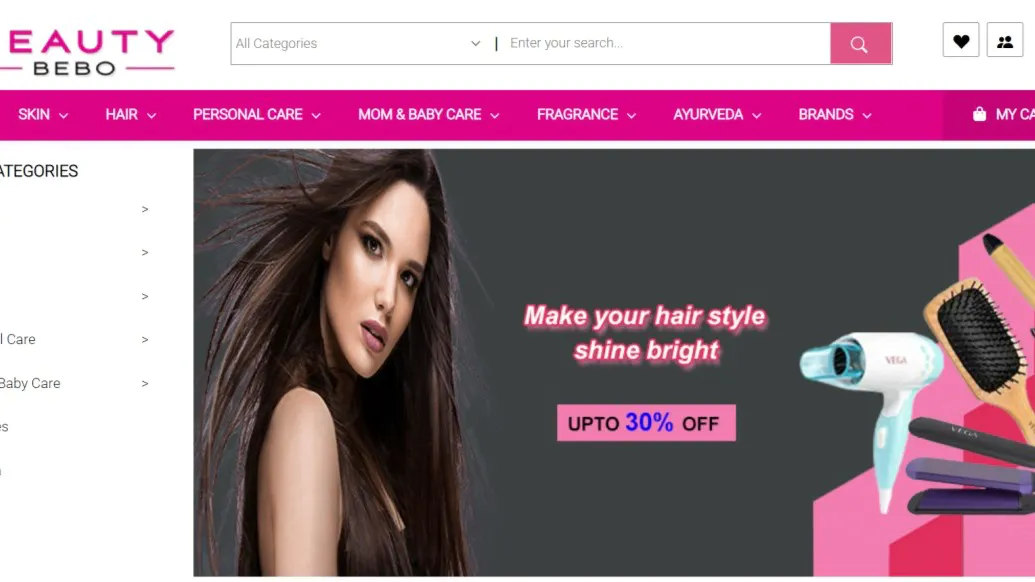 EAUTY
BEBO
All Categories
Enter your search...
SKIN HAIR PERSONAL CARE MOM & BABY CARE FRAGRANCE AYURVEDA BRANDS MY CA
ATEGORIES
>
>
>
l Care >
Baby Care >
es
Make your hair style
shine bright
UPTO 30% OFF
VEGA
VEGA